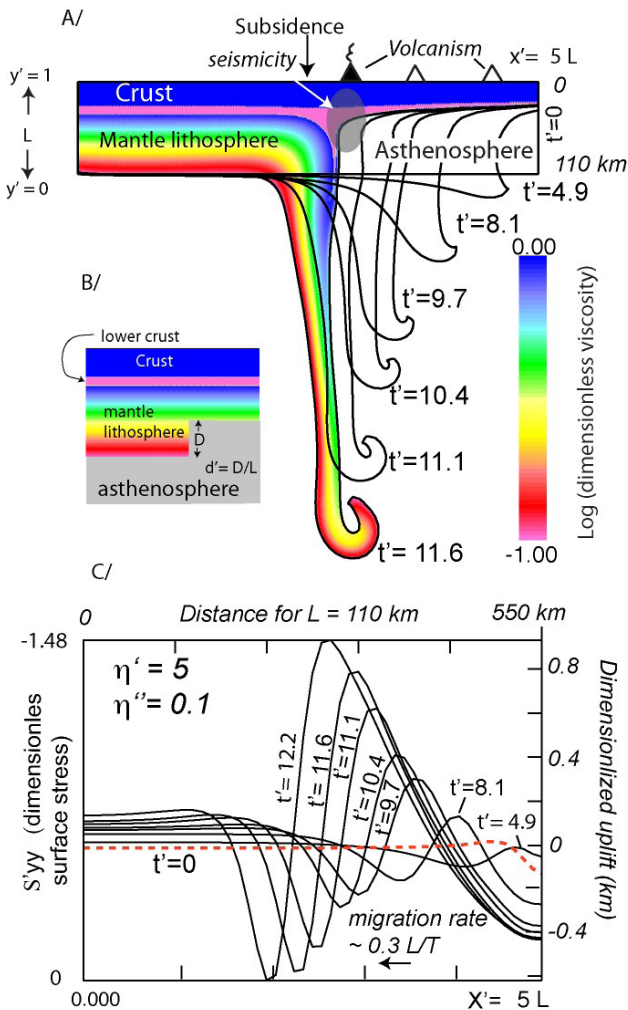 A/
Subsidence
seismicity
Volcanism
x'= 5 L
y' = 1
Crust
0
L
Mantle lithosphere
Asthenosphere
t'=0
y' = 0
110 km
t'=4.9
t'=8.1
0.00
B/
t'=9.7
lower crust
Crust
t'=10.4
mantle
lithosphere
D
d'= D/L
t'=11.1
asthenosphere
t'= 11.6
-1.00
Log (dimensionless viscosity)
C/
0
Distance for L = 110 km
550 km
-1.48
η' = 5
η''= 0.1
0.8
0.4
0
-0.4
Dimensionlized uplift (km)
S'yy (dimensionles
surface stress)
t'= 12.2
t'= 11.6
t'=11.1
t'=10.4
t'=9.7
t'=8.1
t'= 4.9
t'=0
migration rate
~ 0.3 L/T
0
0.000
X'= 5 L